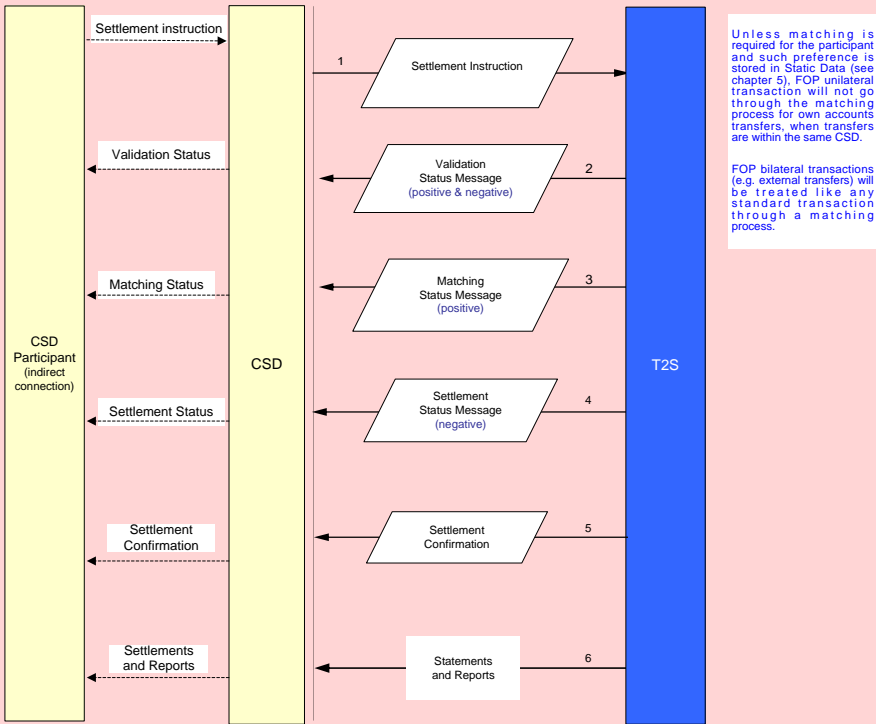 Settlement instruction
1
Settlement Instruction
Unless matching is
required for the participant
and such preference is
stored in Static Data (see
chapter 5), FOP unilateral
transaction will not go
through the matching
process for own accounts
transfers, when transfers
are within the same CSD.
FOP bilateral transactions
(e.g. external transfers) will
be treated like any
standard transaction
through a matching
process.
Validation Status
Validation
Status Message
(positive & negative)
2
Matching Status
Matching
Status Message
(positive)
3
CSD
Participant
(indirect
connection)
CSD
T2S
Settlement Status
Settlement
Status Message
(negative)
4
Settlement
Confirmation
Settlement
Confirmation
5
Settlements
and Reports
Statements
and Reports
6